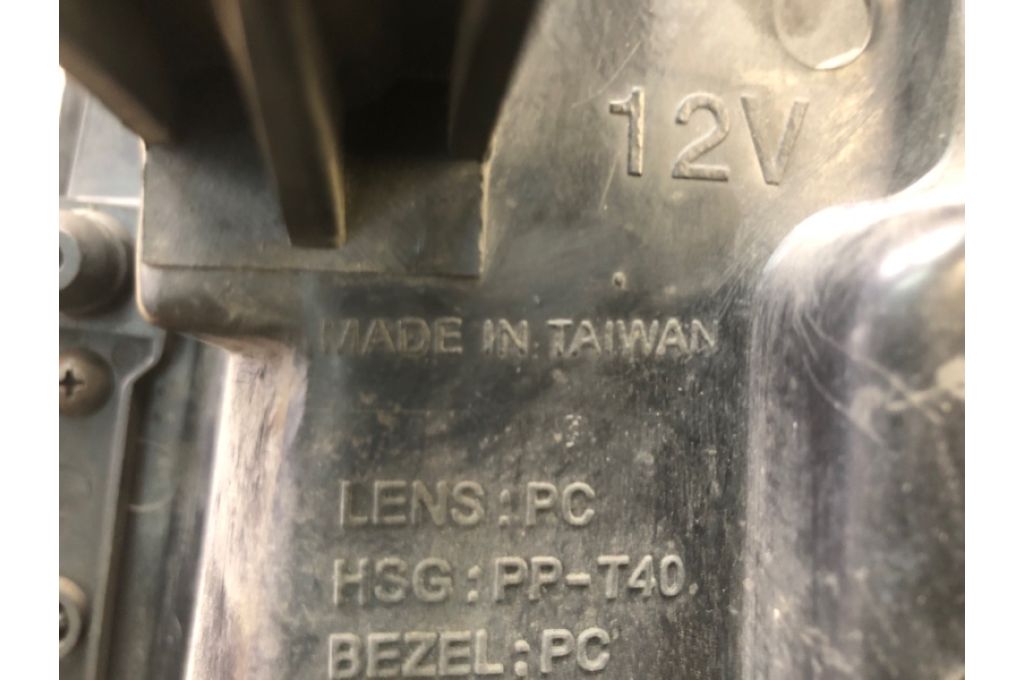 12V
MADE IN TAIWAN
LENS:PC
HSG:PP-T40.
BEZEL:PC